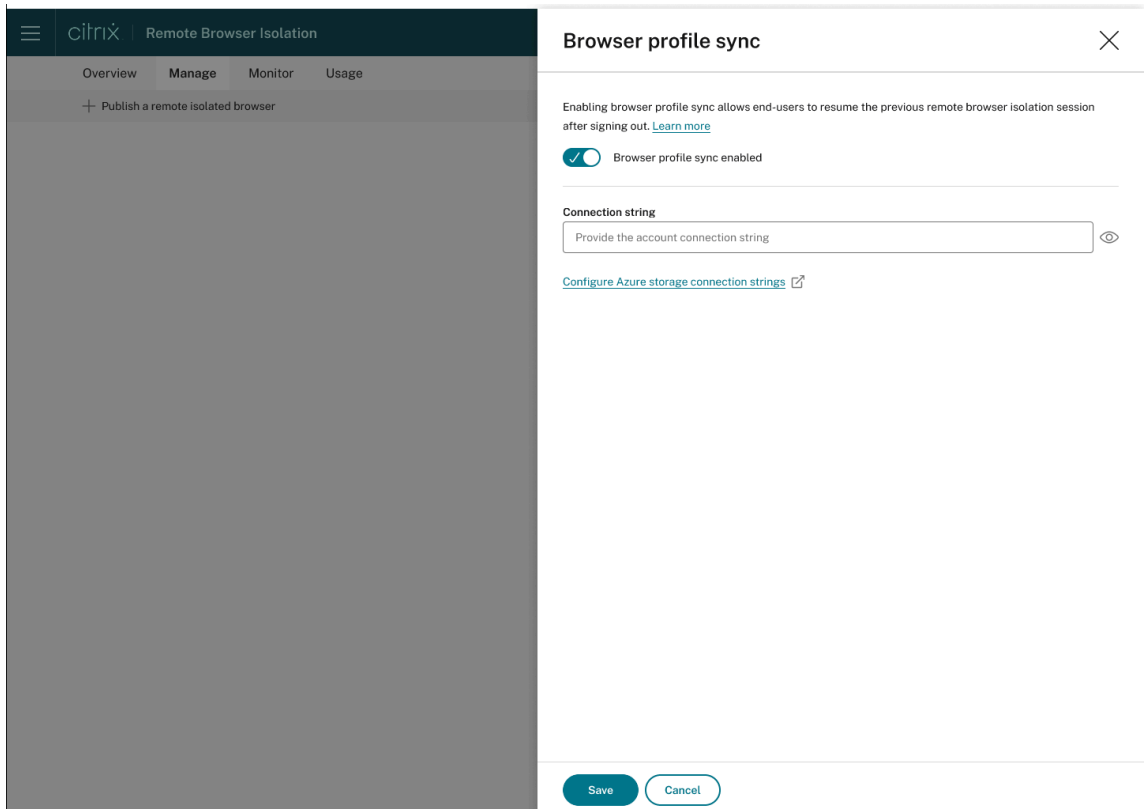 citrix Remote Browser Isolation
Overview Manage Monitor Usage
Publish a remote isolated browser
Browser profile sync
Enabling browser profile sync allows end-users to resume the previous remote browser isolation session
after signing out. Learn more
Browser profile sync enabled
Connection string
Provide the account connection string
Configure Azure storage connection strings
Save Cancel